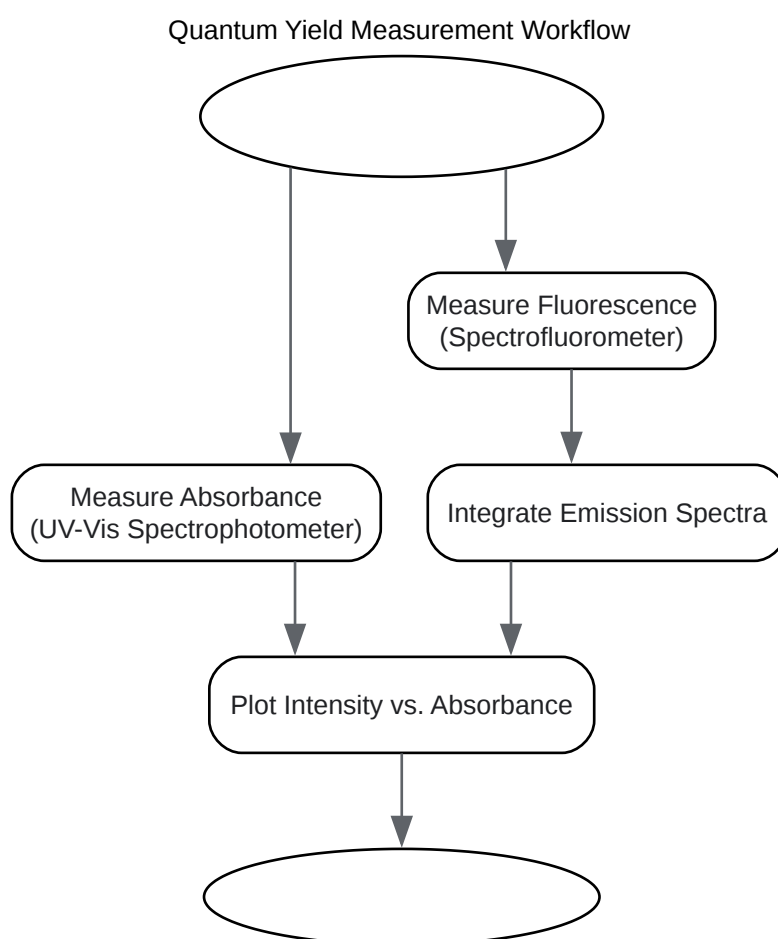 Quantum Yield Measurement Workflow
Measure Fluorescence
(Spectrofluorometer)
Measure Absorbance
(UV-Vis Spectrophotometer)
Integrate Emission Spectra
Plot Intensity vs. Absorbance